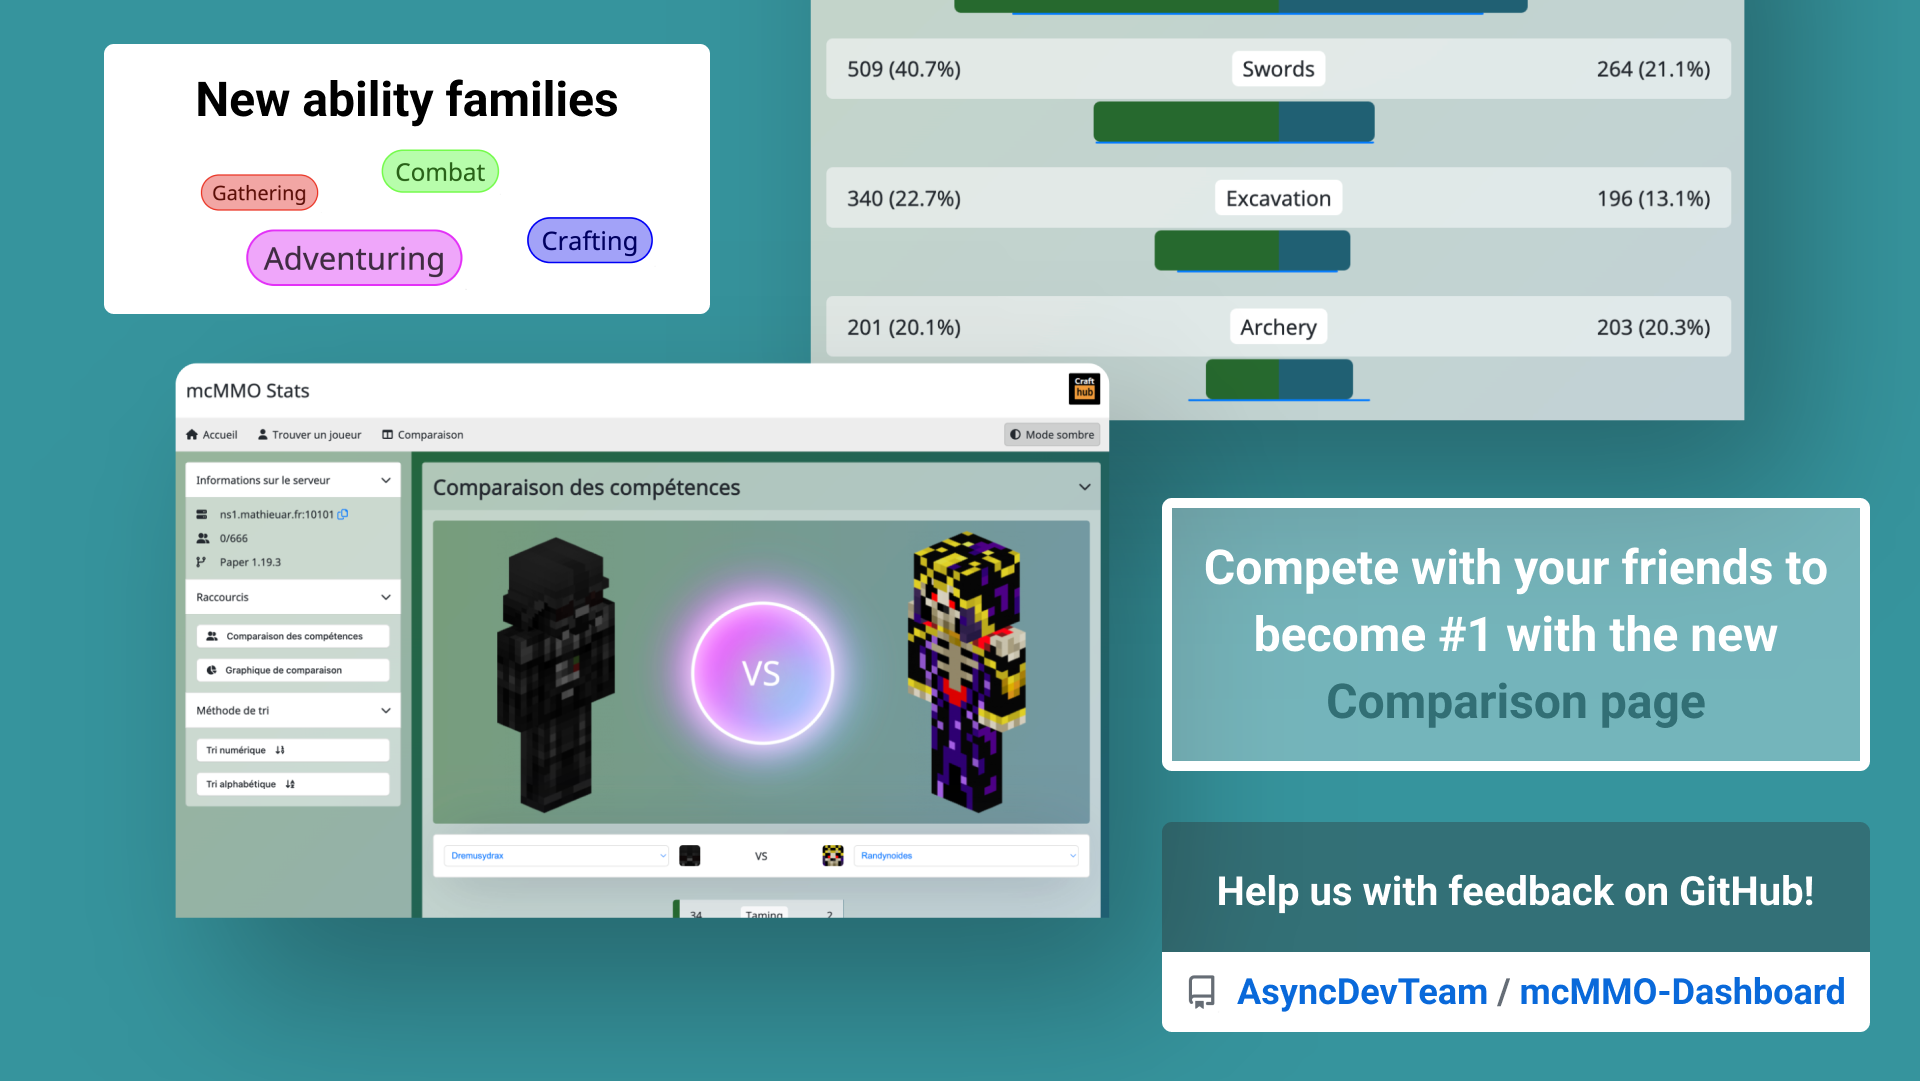 New ability families
Combat
Gathering
Crafting
Adventuring
509 (40.7%) Swords 264 (21.1%)
340 (22.7%) Excavation 196 (13.1%)
201 (20.1%) Archery 203 (20.3%)
mcMMO Stats
Craft
hub
Accueil Trouver un joueur Comparaison Mode sombre
Informations sur le serveur
ns1.mathieuar.fr:10101
0/666
Paper 1.19.3
Raccourcis
Comparaison des compétences
Graphique de comparaison
Méthode de tri
Tri numérique
Tri alphabétique
Comparaison des compétences
VS
Dremusydrax VS Randynoides
34 Taming 2
Compete with your friends to
become #1 with the new
Comparison page
Help us with feedback on GitHub!
AsyncDevTeam / mcMMO-Dashboard